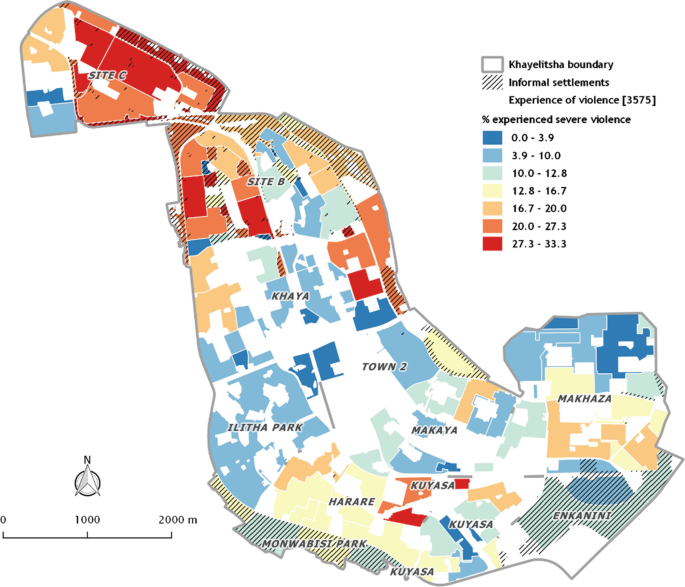 SITE C
Khayelitsha boundary
Informal settlements
Experience of violence [3575]
% experienced severe violence
0.0 - 3.9
3.9 - 10.0
10.0 - 12.8
12.8 - 16.7
16.7 - 20.0
20.0 - 27.3
27.3 - 33.3
SITE B
KHAYA
TOWN 2
MAKHAZA
ILITHA PARK
MAKAYA
N
KUYASA
HARARE
ENKANINI
KUYASA
0 1000 2000 m
MONWABISI PARK
KUYASA